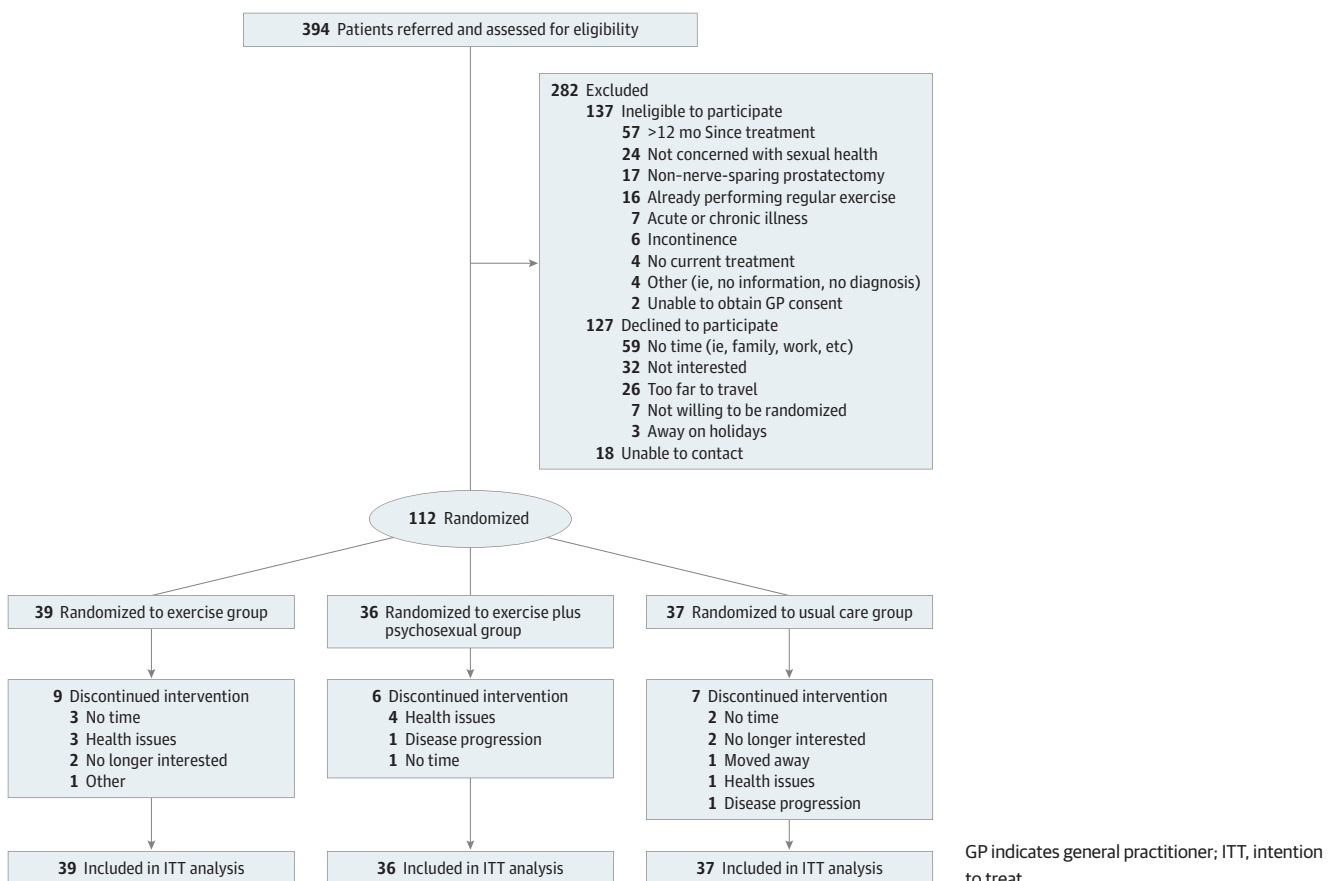 394 Patients referred and assessed for eligibility
282 Excluded
137 Ineligible to participate
57 >12 mo Since treatment
24 Not concerned with sexual health
17 Non–nerve-sparing prostatectomy
16 Already performing regular exercise
7 Acute or chronic illness
6 Incontinence
4 No current treatment
4 Other (ie, no information, no diagnosis)
2 Unable to obtain GP consent
127 Declined to participate
59 No time (ie, family, work, etc)
32 Not interested
26 Too far to travel
7 Not willing to be randomized
3 Away on holidays
18 Unable to contact
112 Randomized
39 Randomized to exercise group
36 Randomized to exercise plus
psychosexual group
37 Randomized to usual care group
9 Discontinued intervention
3 No time
3 Health issues
2 No longer interested
1 Other
6 Discontinued intervention
4 Health issues
1 Disease progression
1 No time
7 Discontinued intervention
2 No time
2 No longer interested
1 Moved away
1 Health issues
1 Disease progression
39 Included in ITT analysis
36 Included in ITT analysis
37 Included in ITT analysis
GP indicates general practitioner; ITT, intention
to treat